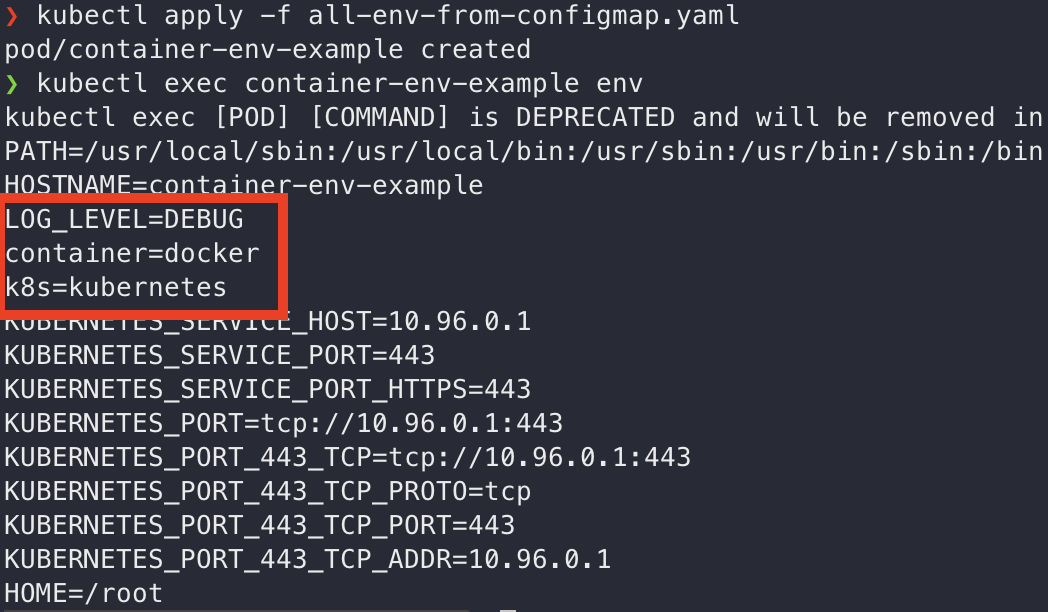 ❯ kubectl apply -f all-env-from-configmap.yaml
pod/container-env-example created
❯ kubectl exec container-env-example env
kubectl exec [POD] [COMMAND] is DEPRECATED and will be removed in
PATH=/usr/local/sbin:/usr/local/bin:/usr/sbin:/usr/bin:/sbin:/bin
HOSTNAME=container-env-example
LOG_LEVEL=DEBUG
container=docker
k8s=kubernetes
KUBERNETES_SERVICE_HOST=10.96.0.1
KUBERNETES_SERVICE_PORT=443
KUBERNETES_SERVICE_PORT_HTTPS=443
KUBERNETES_PORT=tcp://10.96.0.1:443
KUBERNETES_PORT_443_TCP=tcp://10.96.0.1:443
KUBERNETES_PORT_443_TCP_PROTO=tcp
KUBERNETES_PORT_443_TCP_PORT=443
KUBERNETES_PORT_443_TCP_ADDR=10.96.0.1
HOME=/root